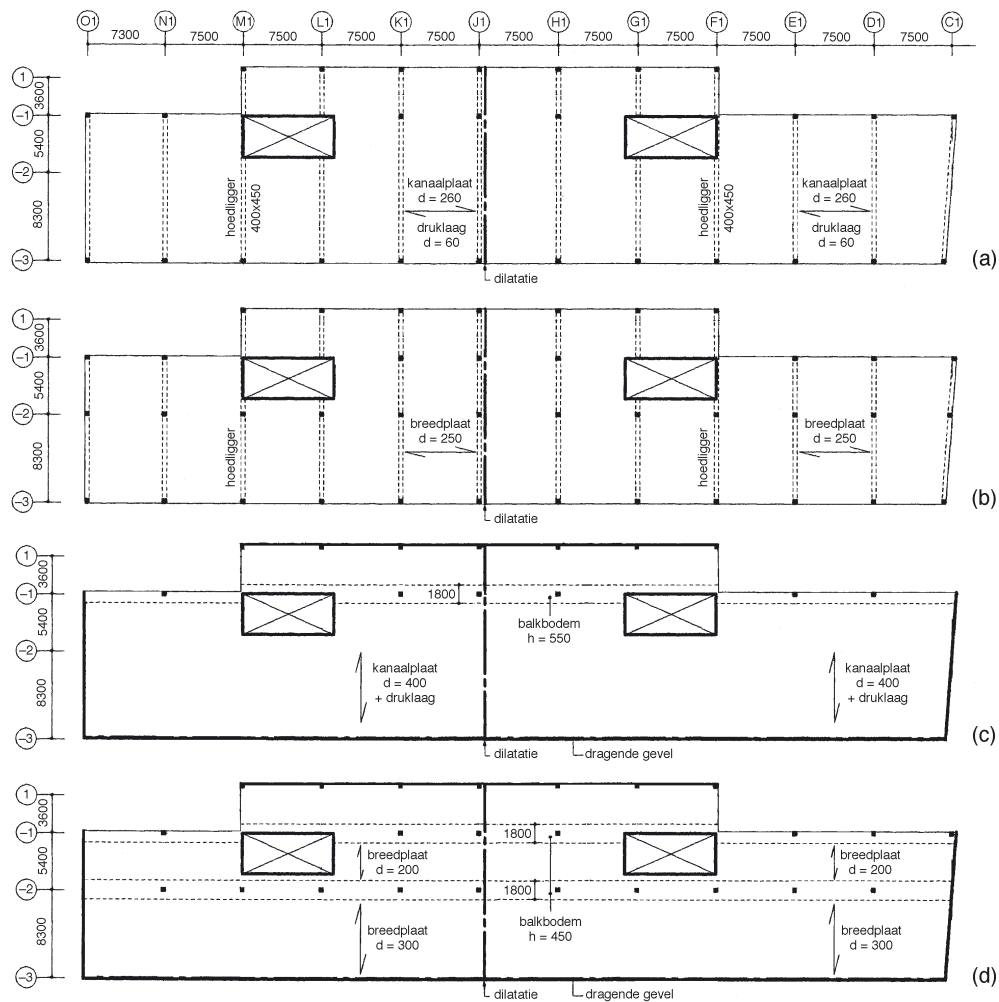 O1 N1 M1 L1 K1 J1 H1 G1 F1 E1 D1 C1
7300 7500 7500 7500 7500 7500 7500 7500 7500 7500 7500
1
3600
-1
5400
-2
8300
-3
hoedligger
400x450
kanaalplaat
d = 260
druklaag
d = 60
hoedligger
400x450
kanaalplaat
d = 260
druklaag
d = 60
dilatatie
(a)
1
3600
-1
5400
-2
8300
-3
hoedligger
breedplaat
d = 250
hoedligger
breedplaat
d = 250
dilatatie
(b)
1
3600
-1
5400
-2
8300
-3
1800
balkbodem
h = 550
kanaalplaat
d = 400
+ druklaag
kanaalplaat
d = 400
+ druklaag
dilatatie
dragende gevel
(c)
1
3600
-1
5400
-2
8300
-3
1800
breedplaat
d = 200
breedplaat
d = 200
1800
balkbodem
h = 450
breedplaat
d = 300
breedplaat
d = 300
dilatatie
dragende gevel
(d)